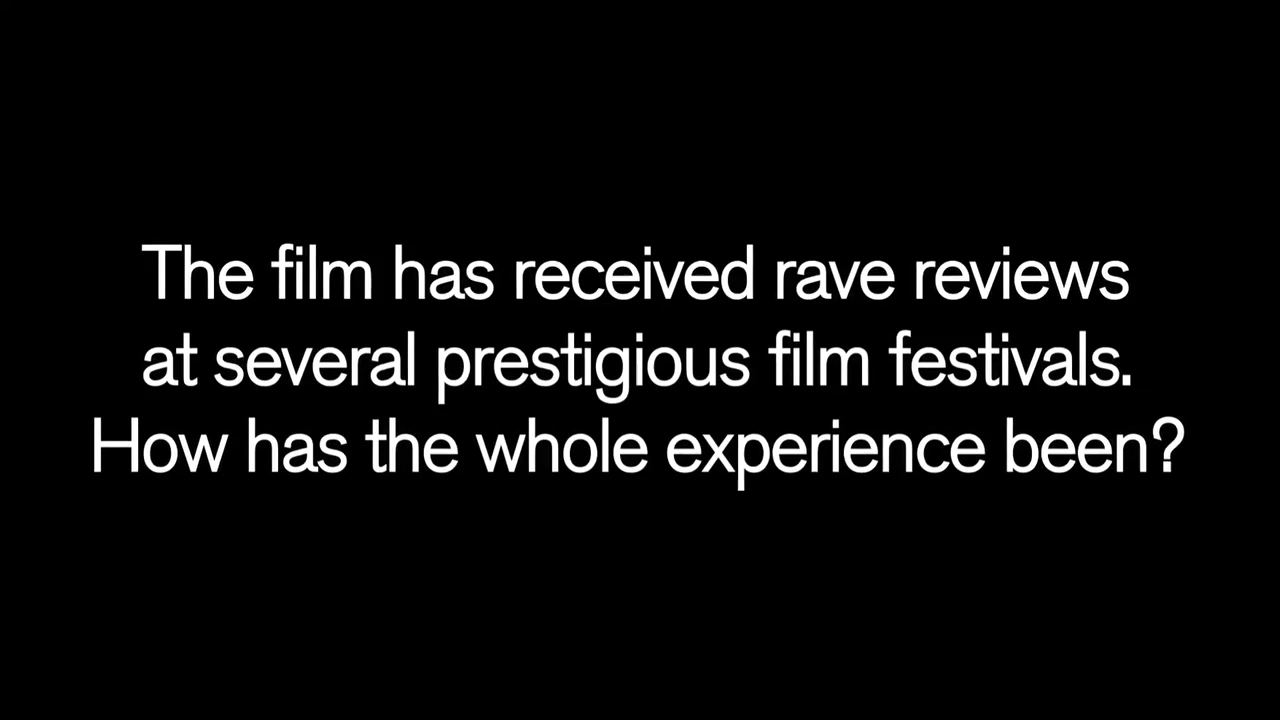 The film has received rave reviews
at several prestigious film festivals.
How has the whole experience been?